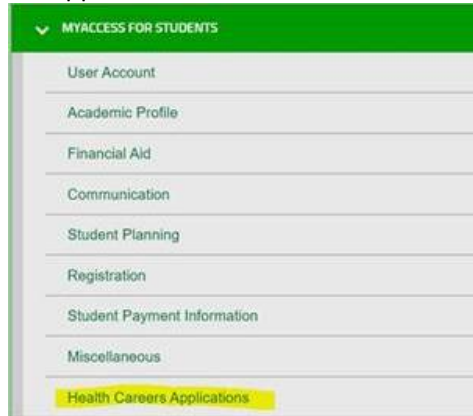 MYACCESS FOR STUDENTS
User Account
Academic Profile
Financial Aid
Communication
Student Planning
Registration
Student Payment Information
Miscellaneous
Health Careers Applications